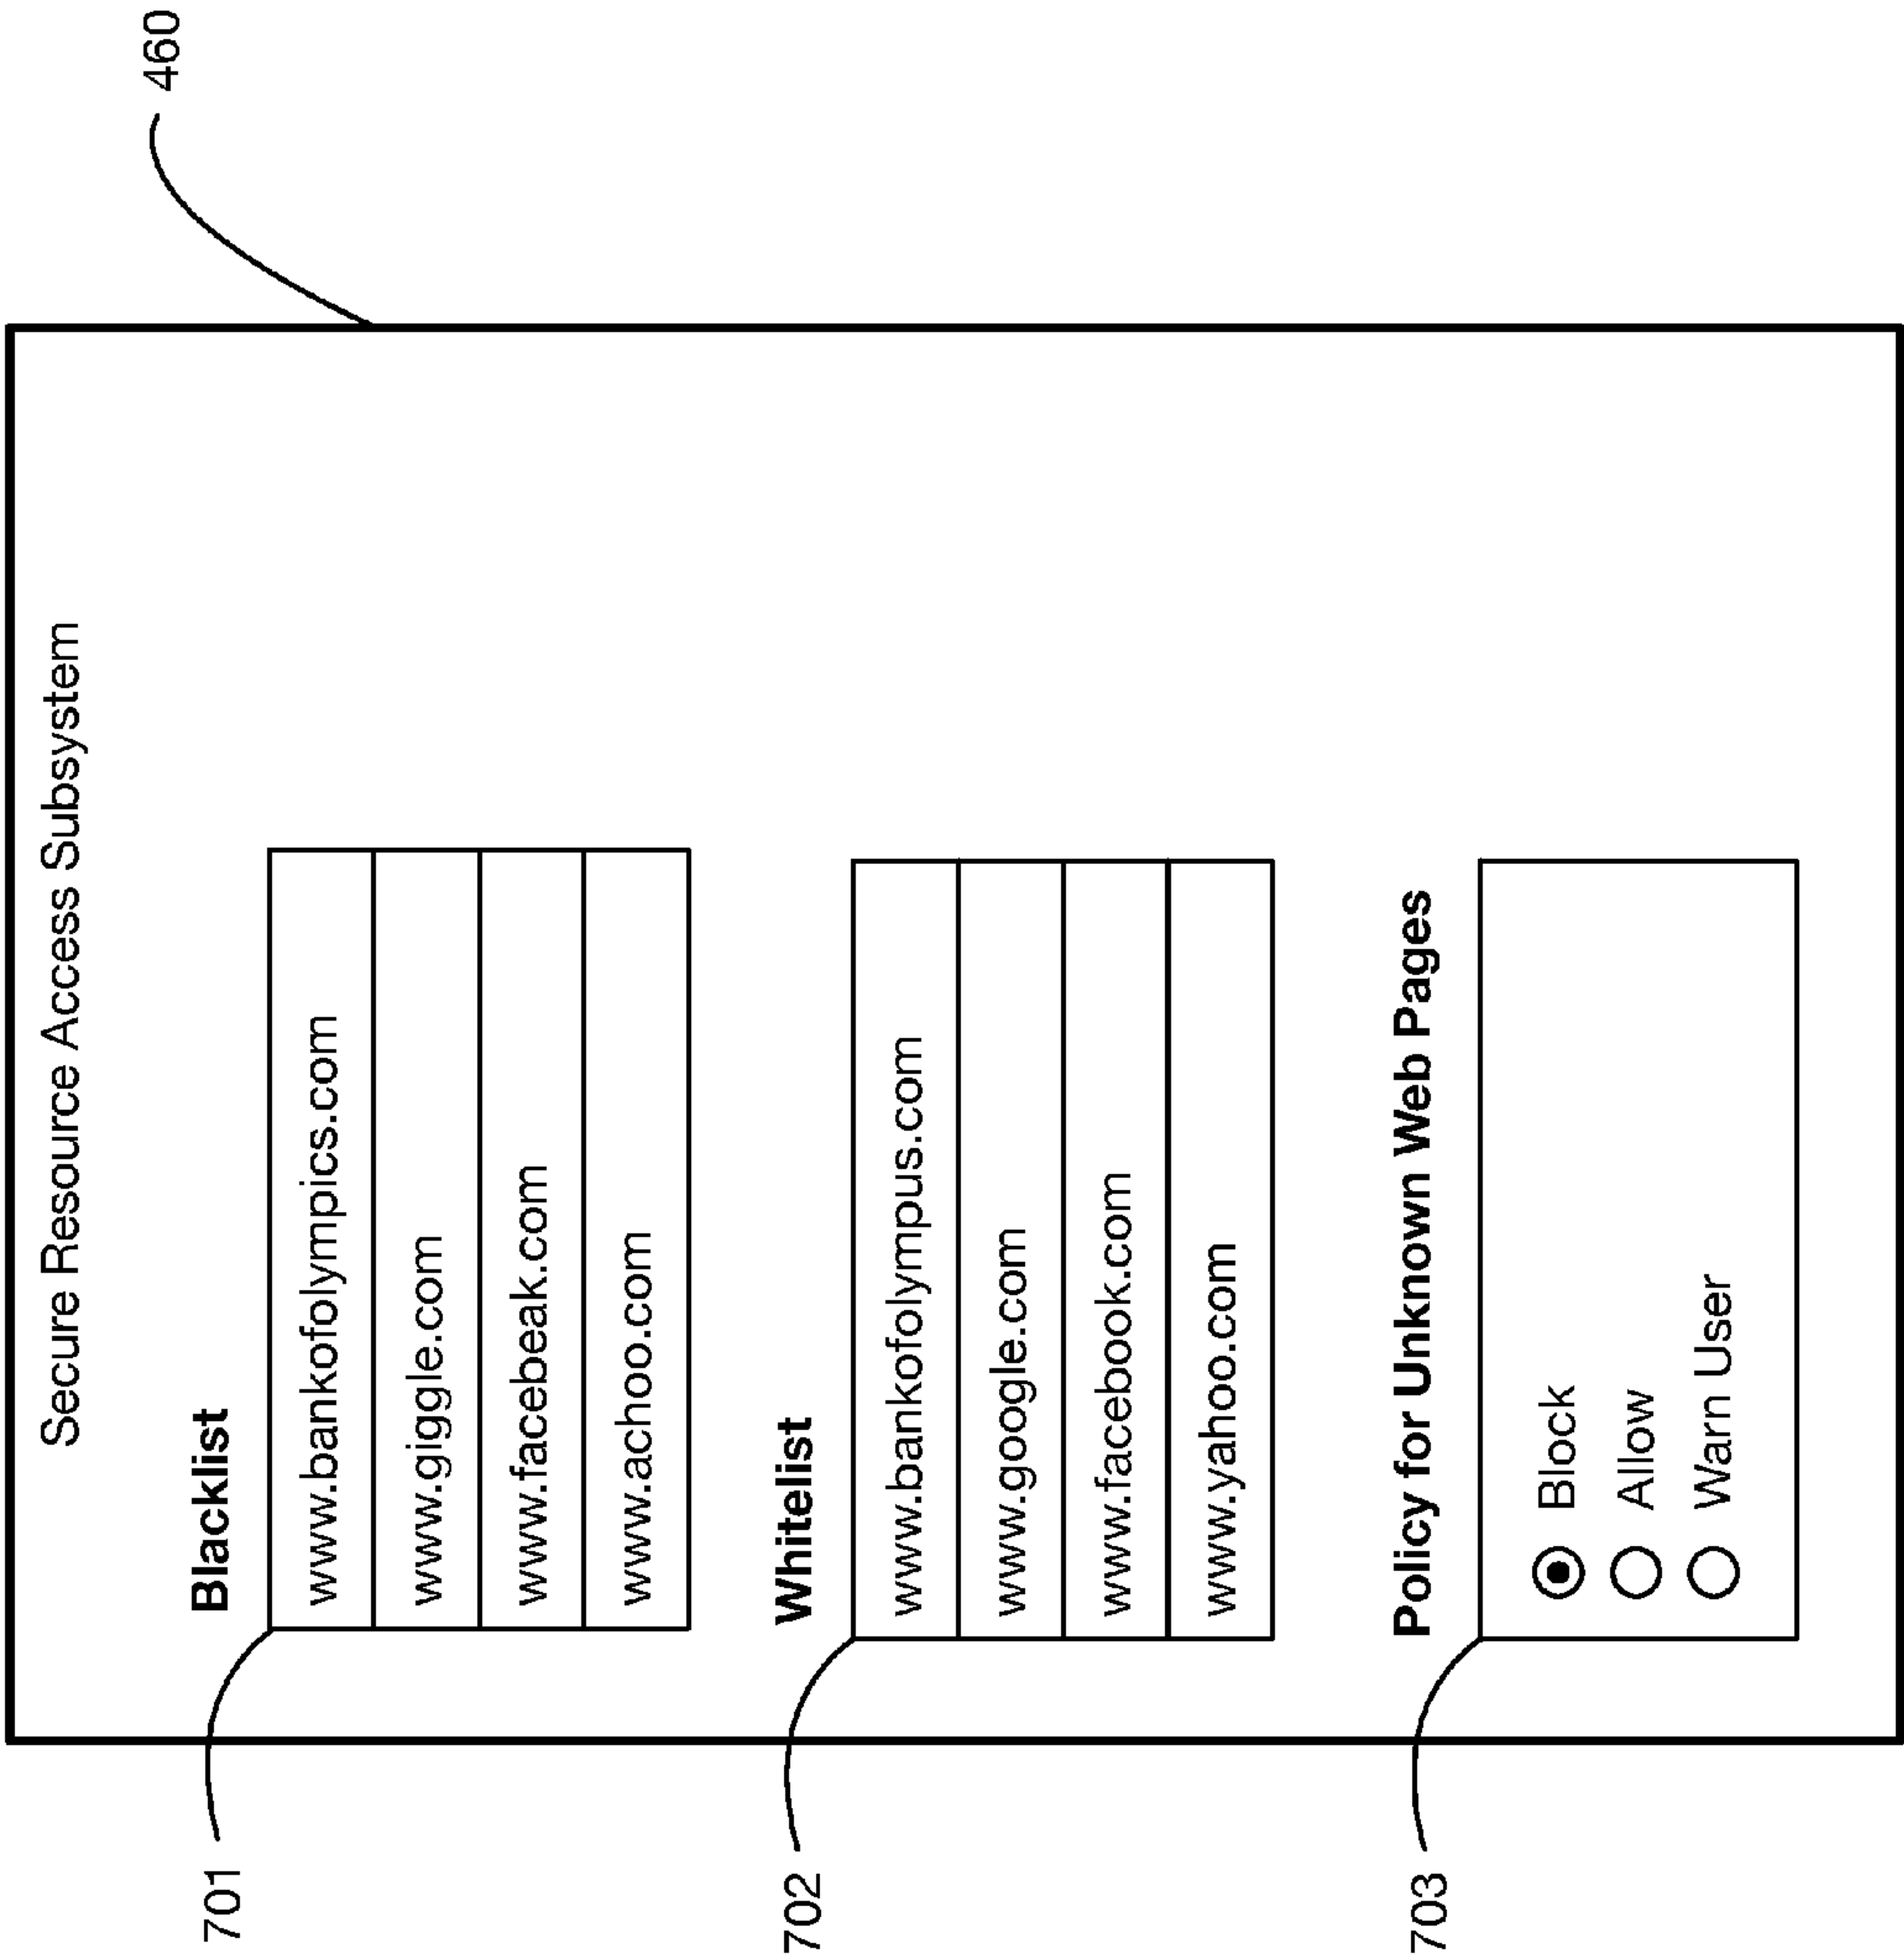 460
Secure Resource Access Subsystem
701
Blacklist
www.bankofolympics.com
www.giggle.com
www.facebeak.com
www.achoo.com
702
Whitelist
www.bankofolympus.com
www.google.com
www.facebook.com
www.yahoo.com
703
Policy for Unknown Web Pages
Block
Allow
Warn User